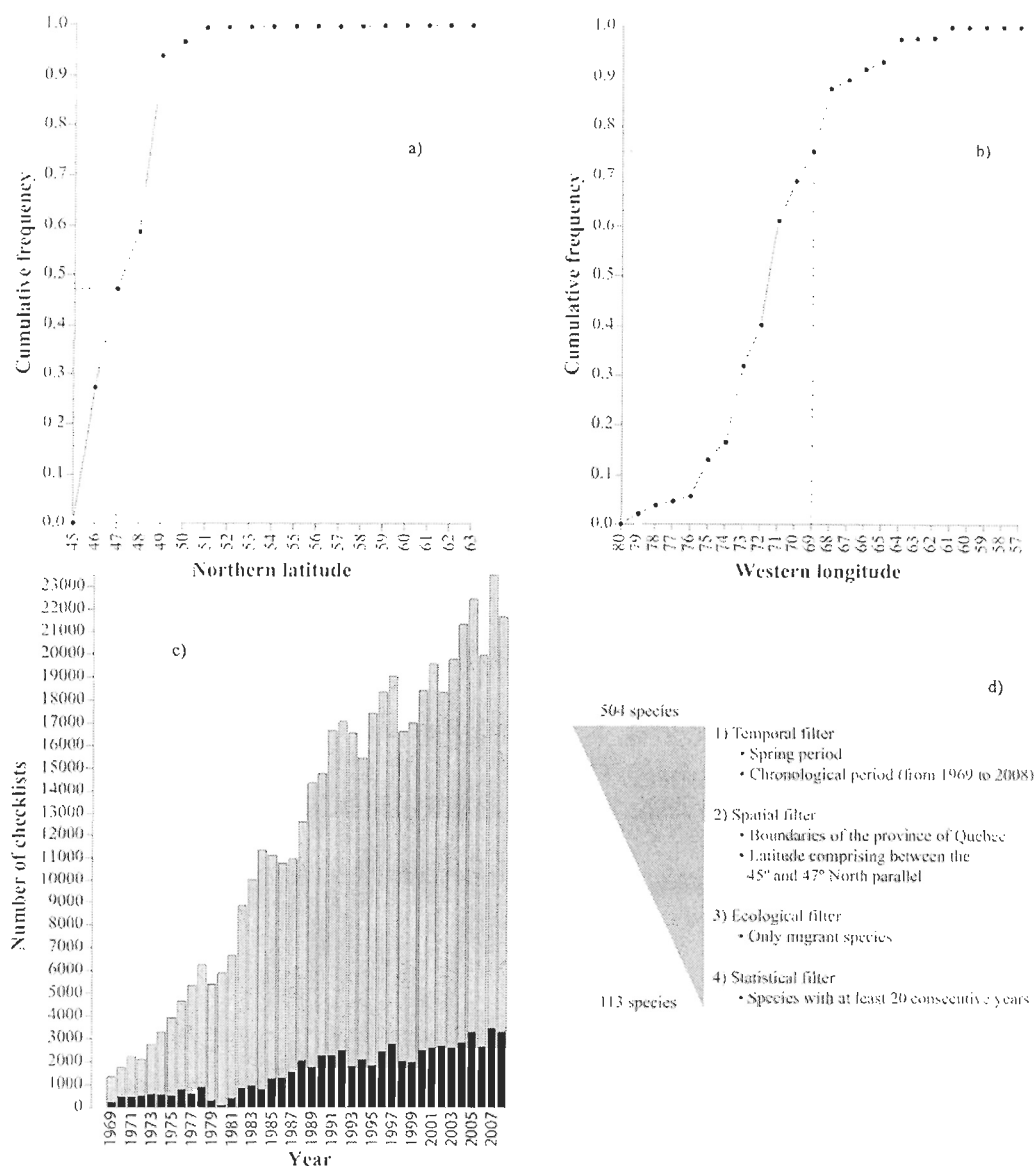 1.0
0.9
0.8
0.7
0.6
0.5
0.4
0.3
0.2
0.1
0.0
Cumulative frequency
a)
45 46 47 48 49 50 51 52 53 54 55 56 57 58 59 60 61 62 63
Northern latitude
1.0
0.9
0.8
0.7
0.6
0.5
0.4
0.3
0.2
0.1
0.0
Cumulative frequency
b)
80 79 78 77 76 75 74 73 72 71 70 69 68 67 66 65 64 63 62 61 60 59 58 57
Western longitude
23000
22000
21000
20000
19000
18000
17000
16000
15000
14000
13000
12000
11000
10000
9000
8000
7000
6000
5000
4000
3000
2000
1000
0
Number of checklists
c)
1969 1971 1973 1975 1977 1979 1981 1983 1985 1987 1989 1991 1993 1995 1997 1999 2001 2003 2005 2007
Year
d)
504 species
1) Temporal filter
• Spring period
• Chronological period (from 1969 to 2008)
2) Spatial filter
• Boundaries of the province of Quebec
• Latitude comprising between the
45° and 47° North parallel
3) Ecological filter
• Only migrant species
4) Statistical filter
113 species
• Species with at least 20 consecutive years